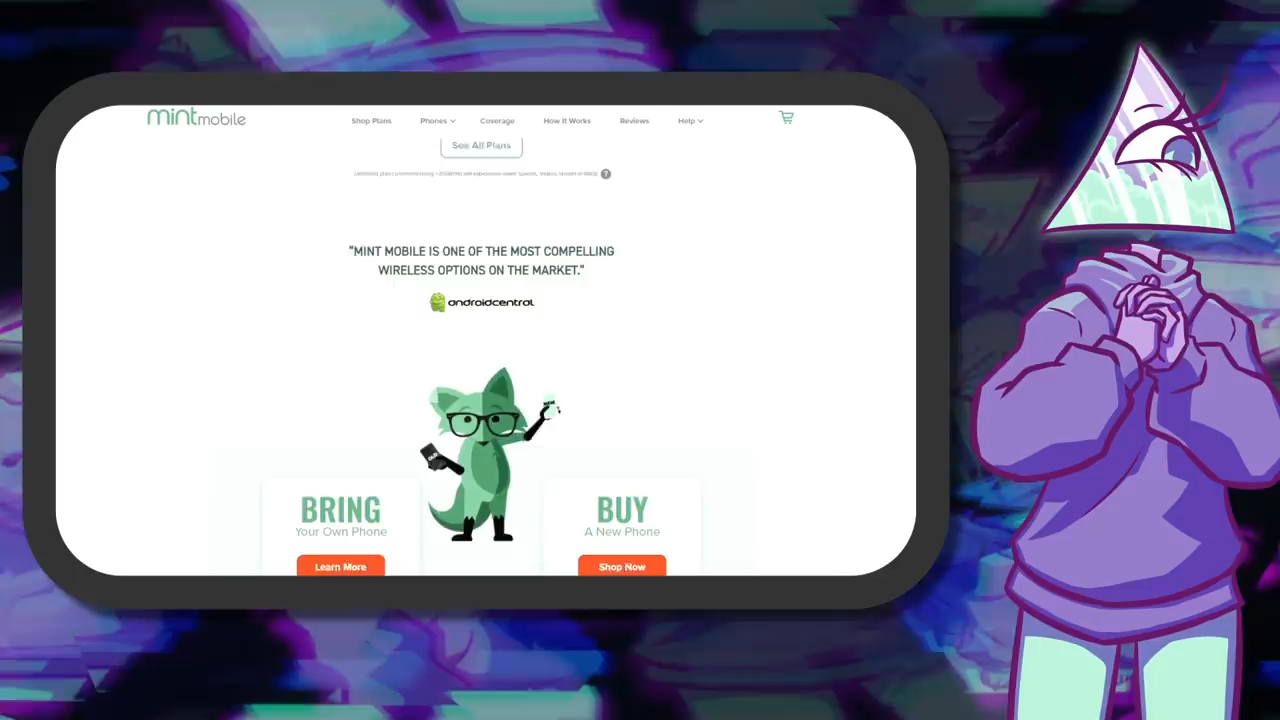 mintmobile
Shop Plans Phones Coverage How It Works Reviews Help
See All Plans
?
"MINT MOBILE IS ONE OF THE MOST COMPELLING
WIRELESS OPTIONS ON THE MARKET."
androidcentral
OLD
BRING
Your Own Phone
Learn More
BUY
A New Phone
Shop Now